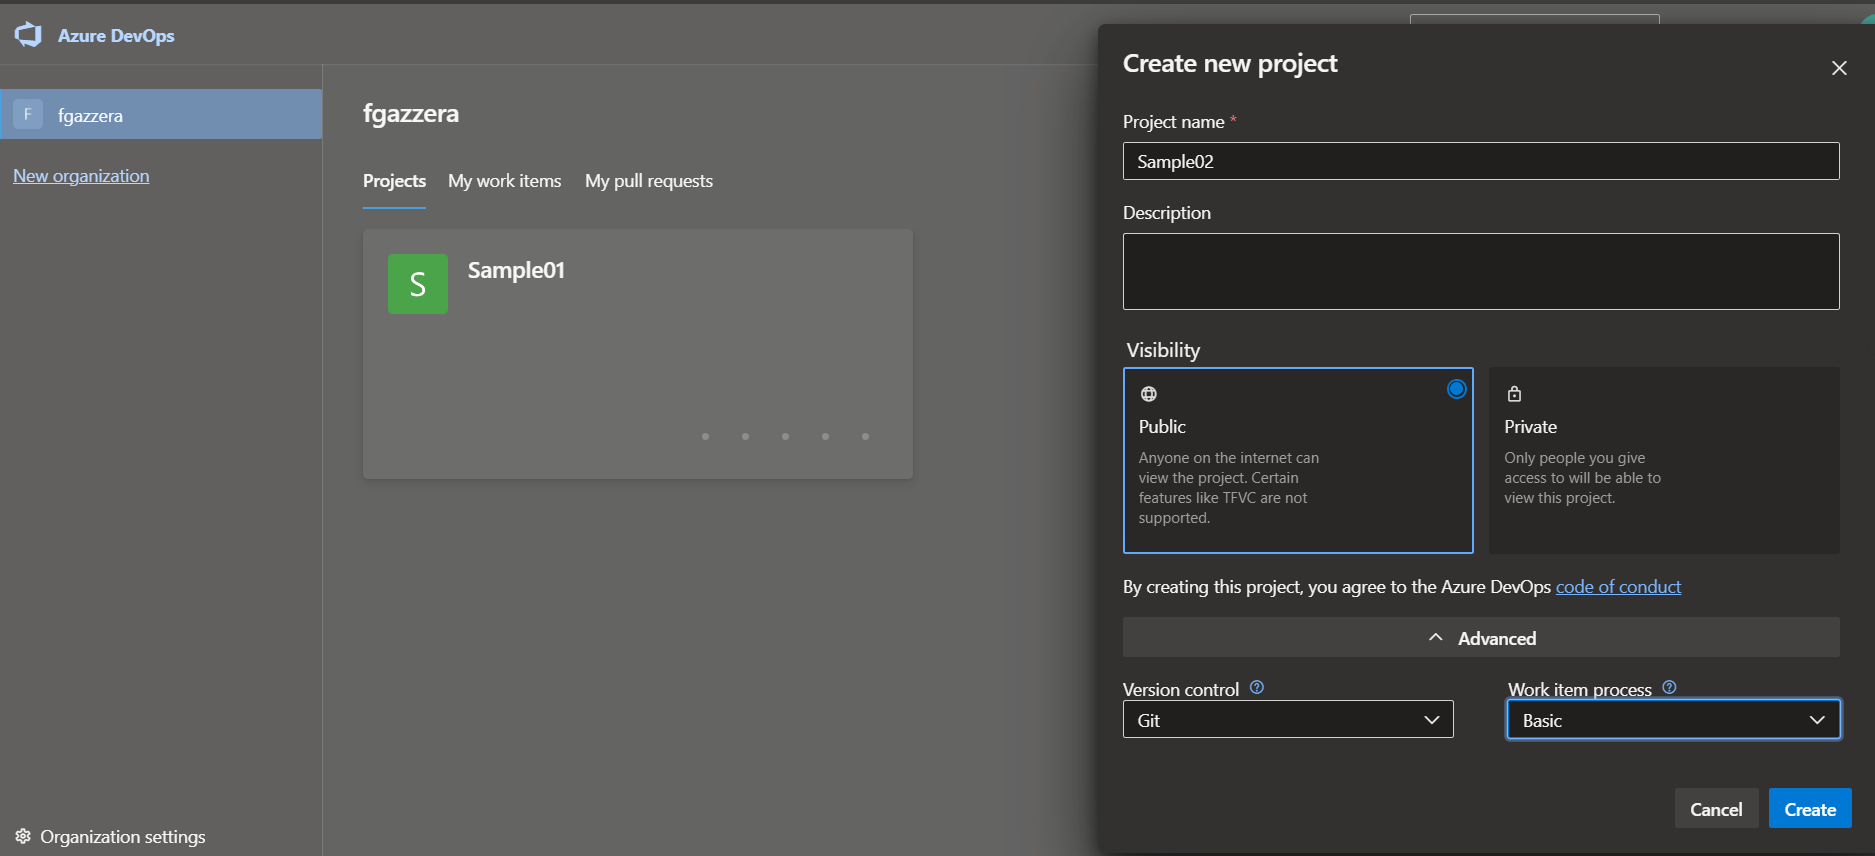 Azure DevOps
F
fgazzera
New organization
Organization settings
fgazzera
Projects My work items My pull requests
S
Sample01
Create new project
Project name *
Sample02
Description
Visibility
Public
Anyone on the internet can
view the project. Certain
features like TFVC are not
supported.
Private
Only people you give
access to will be able to
view this project.
By creating this project, you agree to the Azure DevOps code of conduct
Advanced
Version control ?
Git
Work item process ?
Basic
Cancel
Create